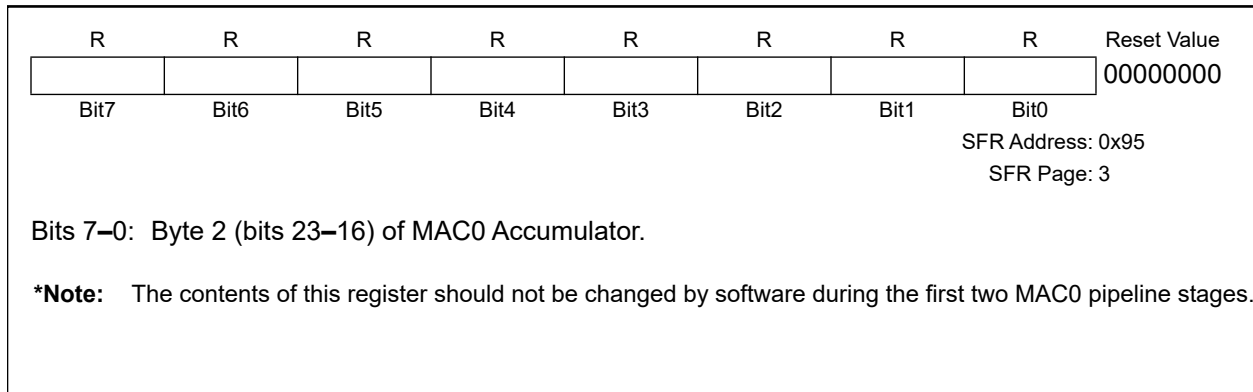 R R R R R R R R Reset Value
00000000
Bit7 Bit6 Bit5 Bit4 Bit3 Bit2 Bit1 Bit0
SFR Address: 0x95
SFR Page: 3
Bits 7–0: Byte 2 (bits 23–16) of MAC0 Accumulator.
*Note: The contents of this register should not be changed by software during the first two MAC0 pipeline stages.